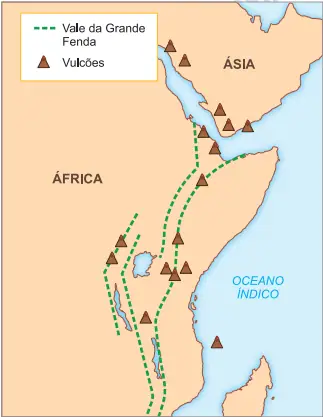 Vale da Grande
Fenda
Vulcões
ÁSIA
ÁFRICA
OCEANO
ÍNDICO